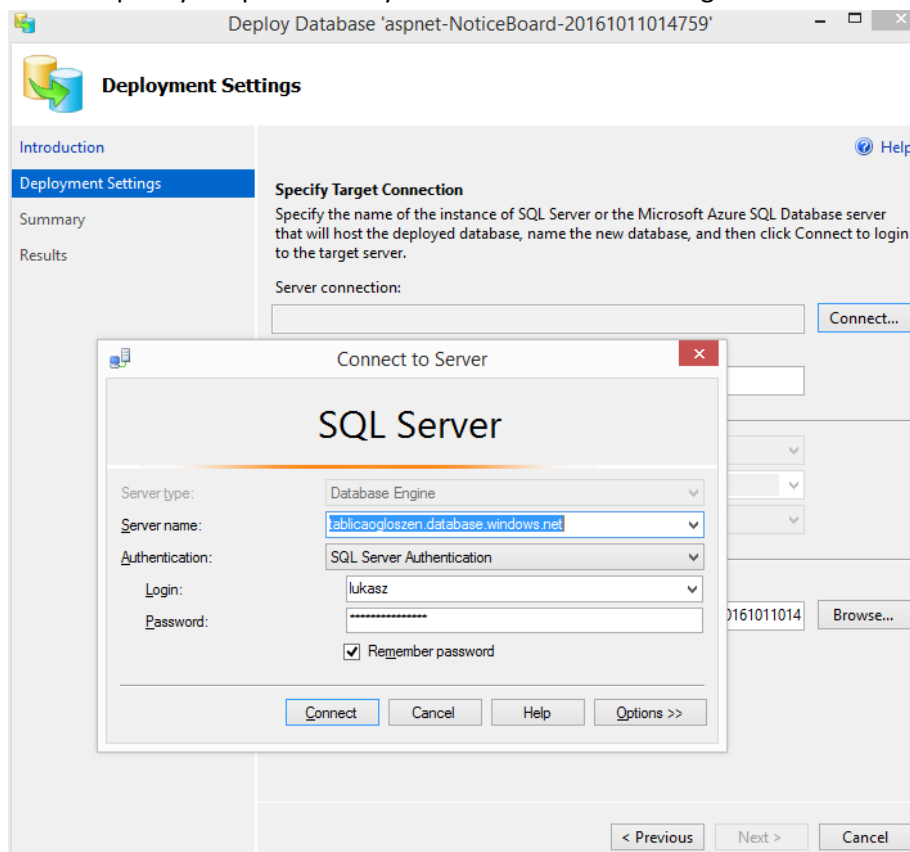 Deploy Database 'aspnet-NoticeBoard-20161011014759'
Deployment Settings
Introduction
Help
Deployment Settings
Summary
Results
Specify Target Connection
Specify the name of the instance of SQL Server or the Microsoft Azure SQL Database server
that will host the deployed database, name the new database, and then click Connect to login
to the target server.
Server connection:
Connect...
Connect to Server
SQL Server
Server type: Database Engine
Server name: tablicaogloszen.database.windows.net
Authentication: SQL Server Authentication
Login: lukasz
Password: ***************
0161011014 Browse...
Remember password
Connect Cancel Help Options >>
< Previous Next > Cancel